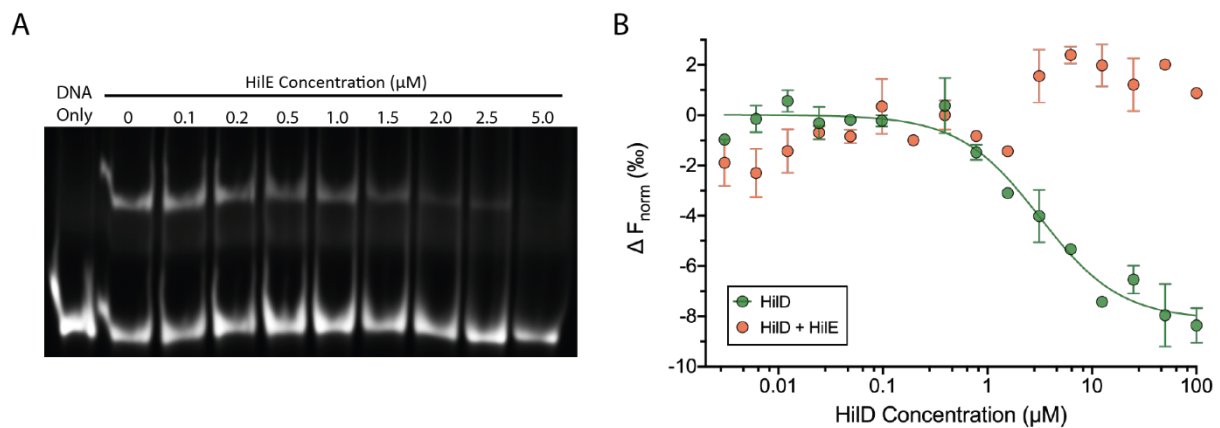 A
HilE Concentration (µM)
DNA
Only 0 0.1 0.2 0.5 1.0 1.5 2.0 2.5 5.0
B
2
0
-2
-4
-6
-8
-10
Δ Fnorm (‰)
HilD
HilD + HilE
0.01 0.1 1 10 100
HilD Concentration (µM)